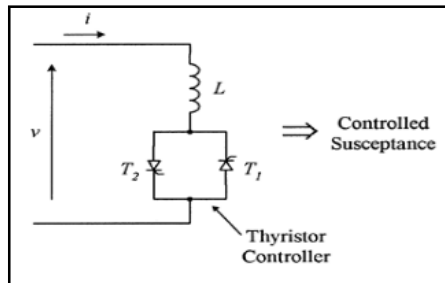 i
L
v
T2
T1
⇒ Controlled
Susceptance
Thyristor
Controller